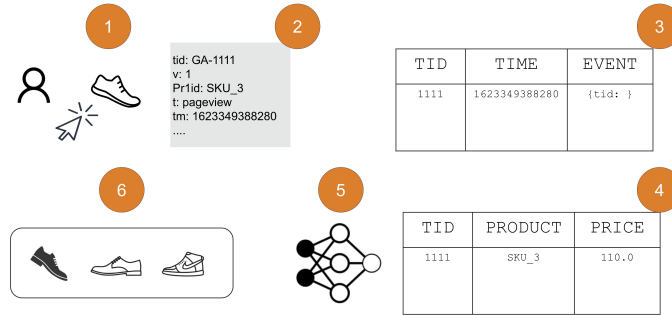 1
2
3
tid: GA-1111
v: 1
Pr1id: SKU_3
t: pageview
tm: 1623349388280
....
TID TIME EVENT
1111 1623349388280 {tid: }
6
5
4
TID PRODUCT PRICE
1111 SKU_3 110.0